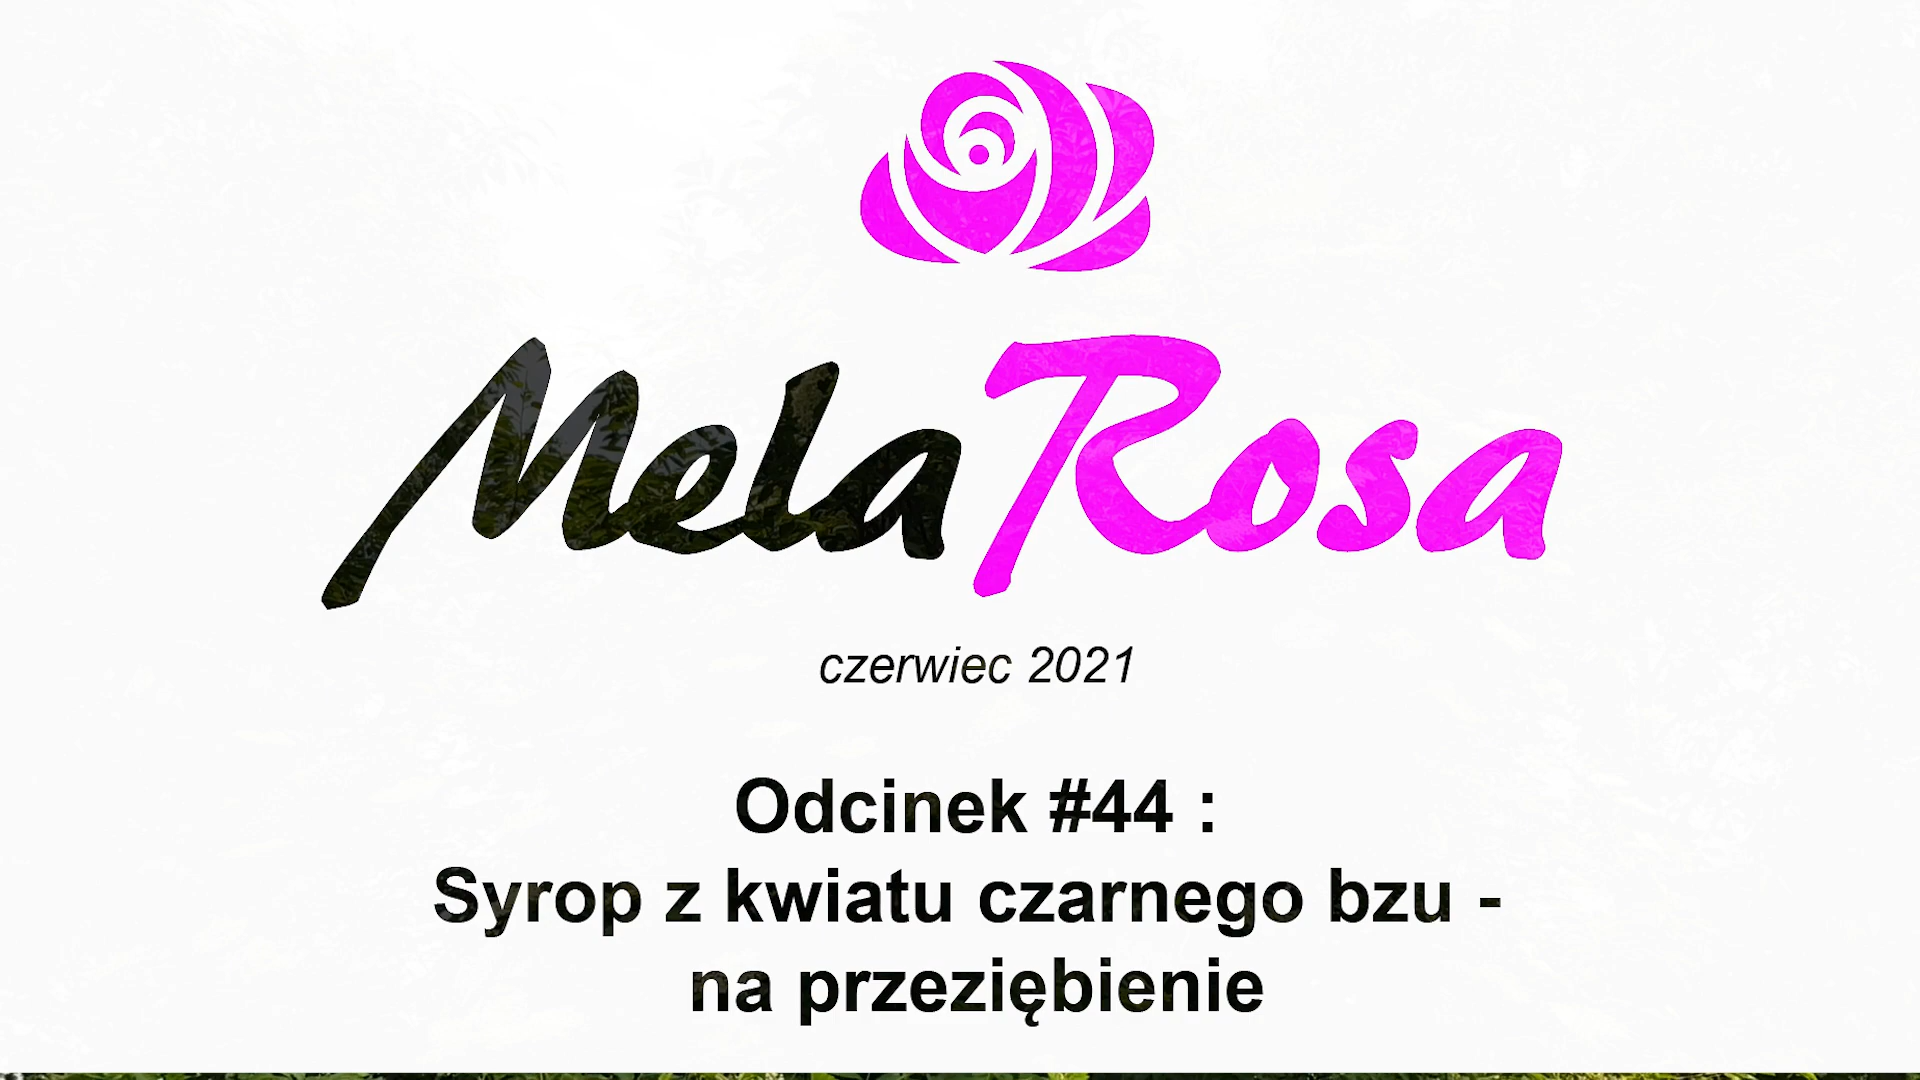 Mela Rosa
czerwiec 2021
Odcinek #44 :
Syrop z kwiatu czarnego bzu -
na przeziębienie